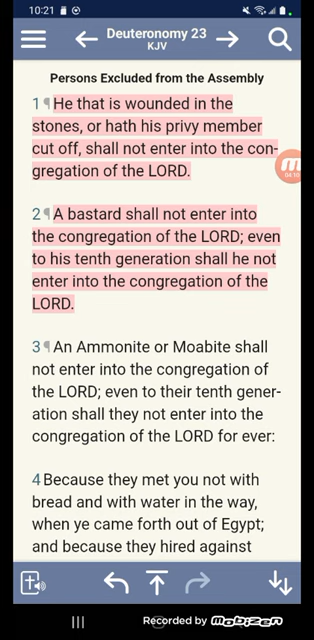 10:21
Deuteronomy 23
KJV
Persons Excluded from the Assembly
1 ¶ He that is wounded in the
stones, or hath his privy member
cut off, shall not enter into the con-
gregation of the LORD.
2 ¶ A bastard shall not enter into
the congregation of the LORD; even
to his tenth generation shall he not
enter into the congregation of the
LORD.
3 ¶ An Ammonite or Moabite shall
not enter into the congregation of
the LORD; even to their tenth gener-
ation shall they not enter into the
congregation of the LORD for ever:
4 Because they met you not with
bread and with water in the way,
when ye came forth out of Egypt;
and because they hired against
Recorded by mobizen